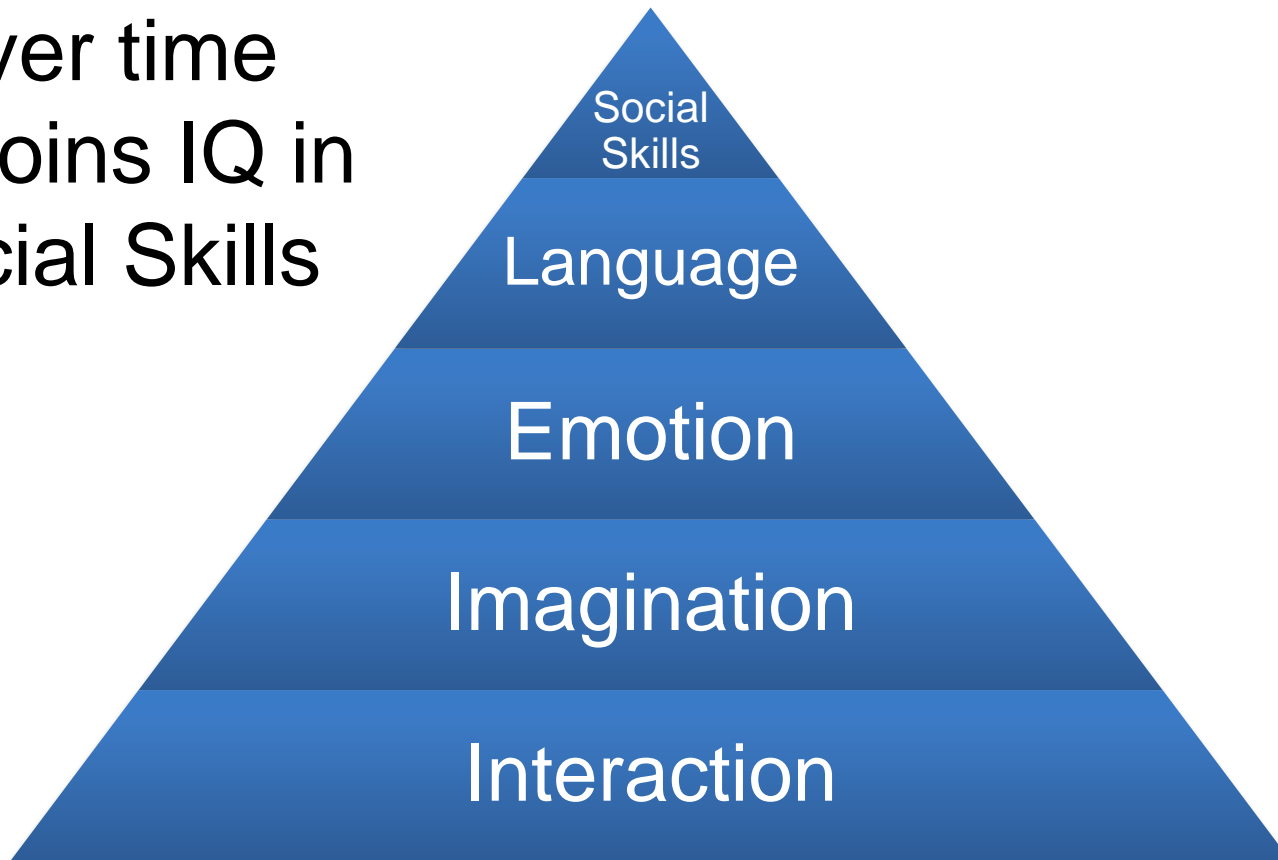 ver time
oins IQ in
cial Skills
Social
Skills
Language
Emotion
Imagination
Interaction